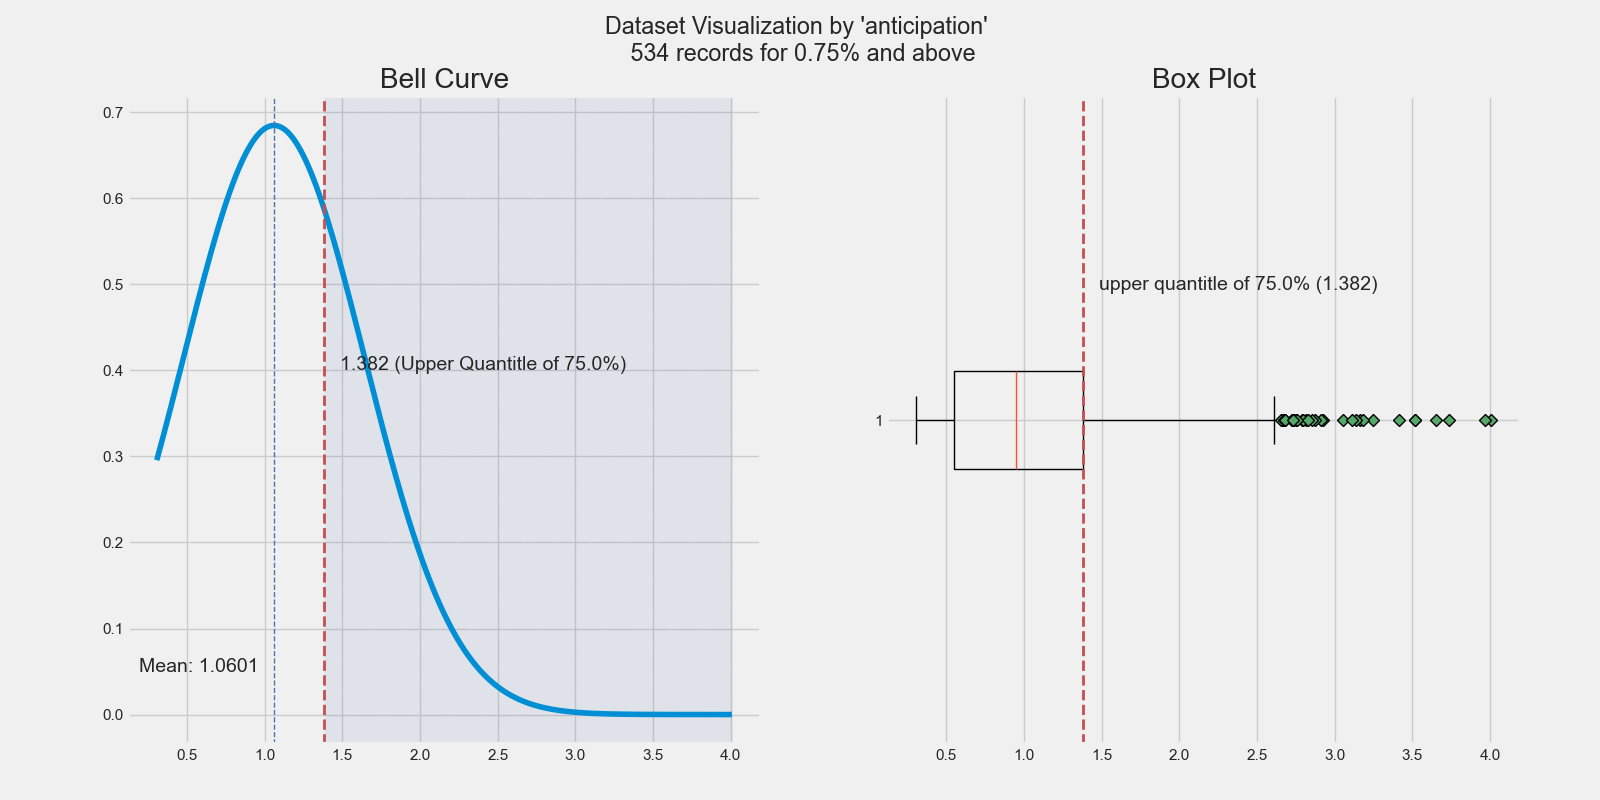 Dataset Visualization by 'anticipation'
534 records for 0.75% and above
Bell Curve
0.7
0.6
0.5
0.4
0.3
0.2
0.1
0.0
1.382 (Upper Quantitle of 75.0%)
Mean: 1.0601
0.5 1.0 1.5 2.0 2.5 3.0 3.5 4.0
Box Plot
upper quantitle of 75.0% (1.382)
1
0.5 1.0 1.5 2.0 2.5 3.0 3.5 4.0